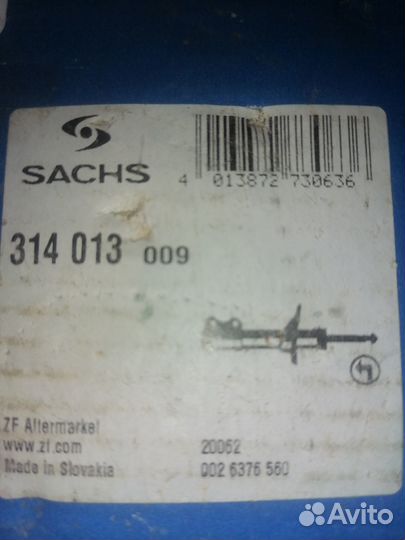 SACHS
4 013872 730636
314 013 009
ZF Aftermarket
www.zf.com
Made in Slovakia
20062
002 6376 560
Avito